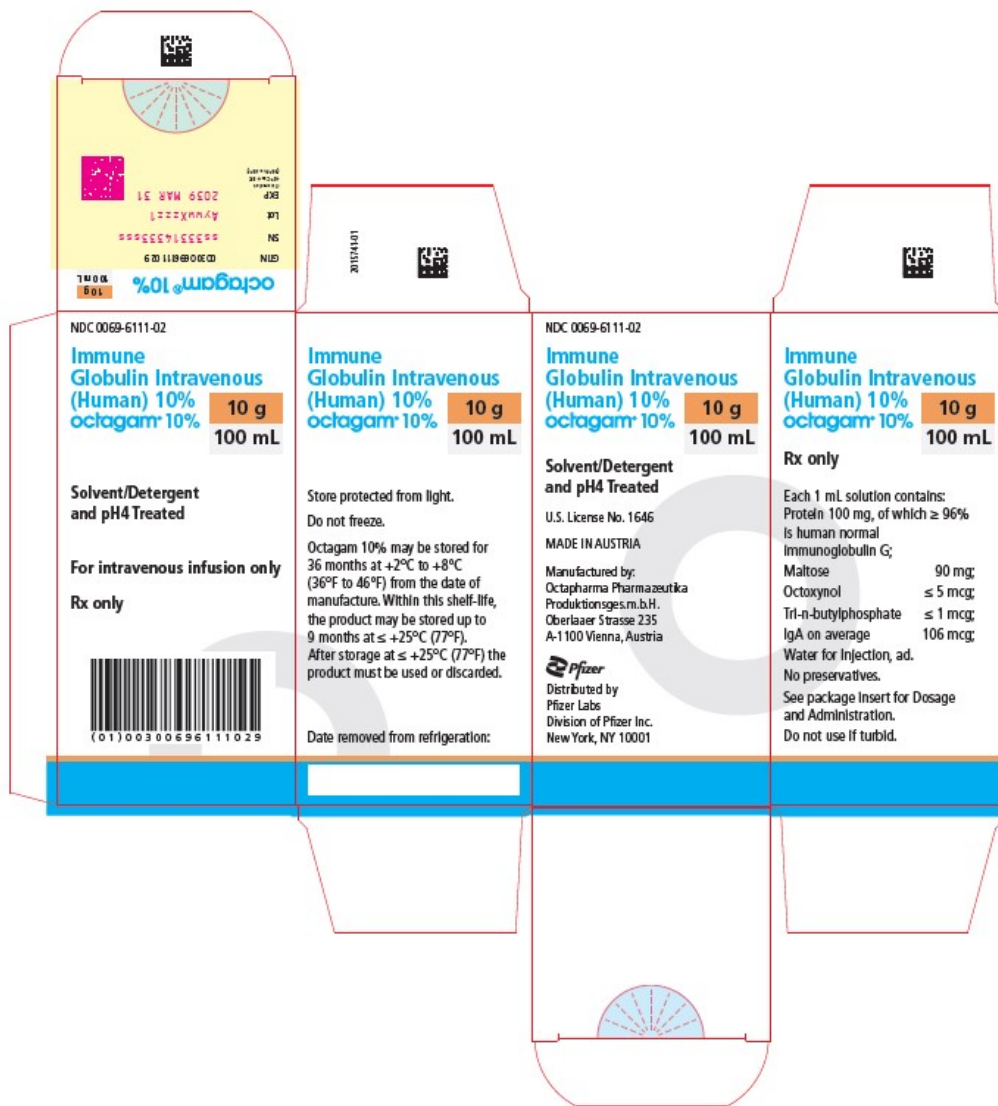 octagam® 10%
10 g
100 mL
GTIN 00300696111029
SN
Lot AywwXzzz1
EXP 2039 MAR 31
2015741-01
NDC 0069-6111-02
Immune
Globulin Intravenous
(Human) 10%
octagam® 10%
10 g
100 mL
Solvent/Detergent
and pH4 Treated
For intravenous infusion only
Rx only
(01)00300696111029
Immune
Globulin Intravenous
(Human) 10%
octagam® 10%
10 g
100 mL
Store protected from light.
Do not freeze.
Octagam 10% may be stored for
36 months at +2°C to +8°C
(36°F to 46°F) from the date of
manufacture. Within this shelf-life,
the product may be stored up to
9 months at ≤ +25°C (77°F).
After storage at ≤ +25°C (77°F) the
product must be used or discarded.
Date removed from refrigeration:
NDC 0069-6111-02
Immune
Globulin Intravenous
(Human) 10%
octagam® 10%
10 g
100 mL
Solvent/Detergent
and pH4 Treated
U.S. License No. 1646
MADE IN AUSTRIA
Manufactured by:
Octapharma Pharmazeutika
Produktionsges.m.b.H.
Oberlaaer Strasse 235
A-1100 Vienna, Austria
Pfizer
Distributed by
Pfizer Labs
Division of Pfizer Inc.
New York, NY 10001
Immune
Globulin Intravenous
(Human) 10%
octagam® 10%
10 g
100 mL
Rx only
Each 1 mL solution contains:
Protein 100 mg, of which ≥ 96%
is human normal
immunoglobulin G;
Maltose 90 mg;
Octoxynol ≤ 5 mcg;
Tri-n-butylphosphate ≤ 1 mcg;
IgA on average 106 mcg;
Water for Injection, ad.
No preservatives.
See package insert for Dosage
and Administration.
Do not use if turbid.